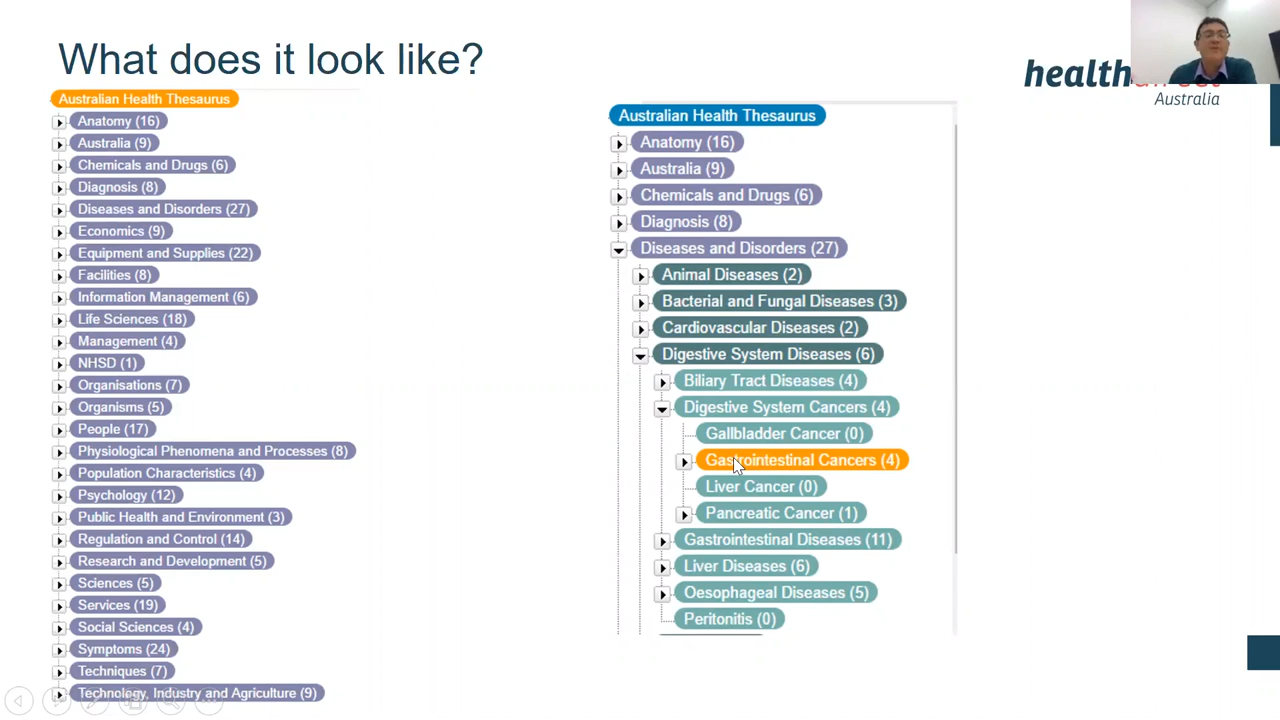 What does it look like?
Australian Health Thesaurus
Anatomy (16)
Australia (9)
Chemicals and Drugs (6)
Diagnosis (8)
Diseases and Disorders (27)
Economics (9)
Equipment and Supplies (22)
Facilities (8)
Information Management (6)
Life Sciences (18)
Management (4)
NHSD (1)
Organisations (7)
Organisms (5)
People (17)
Physiological Phenomena and Processes (8)
Population Characteristics (4)
Psychology (12)
Public Health and Environment (3)
Regulation and Control (14)
Research and Development (5)
Sciences (5)
Services (19)
Social Sciences (4)
Symptoms (24)
Techniques (7)
Technology, Industry and Agriculture (9)
Australian Health Thesaurus
Anatomy (16)
Australia (9)
Chemicals and Drugs (6)
Diagnosis (8)
Diseases and Disorders (27)
Animal Diseases (2)
Bacterial and Fungal Diseases (3)
Cardiovascular Diseases (2)
Digestive System Diseases (6)
Biliary Tract Diseases (4)
Digestive System Cancers (4)
Gallbladder Cancer (0)
Gastrointestinal Cancers (4)
Liver Cancer (0)
Pancreatic Cancer (1)
Gastrointestinal Diseases (11)
Liver Diseases (6)
Oesophageal Diseases (5)
Peritonitis (0)
health
Australia